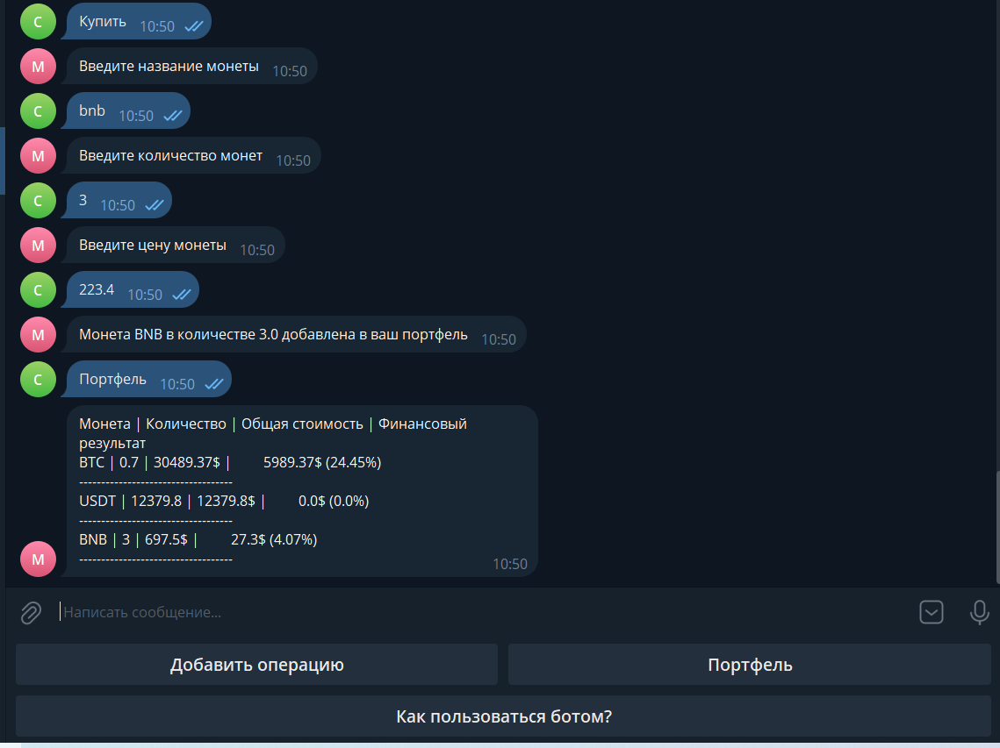 С
Купить 10:50
М
Введите название монеты 10:50
С
bnb 10:50
М
Введите количество монет 10:50
С
3 10:50
М
Введите цену монеты 10:50
С
223.4 10:50
М
Монета BNB в количестве 3.0 добавлена в ваш портфель 10:50
С
Портфель 10:50
Монета | Количество | Общая стоимость | Финансовый
результат
BTC | 0.7 | 30489.37$ | 5989.37$ (24.45%)
-----------------------------------
USDT | 12379.8 | 12379.8$ | 0.0$ (0.0%)
-----------------------------------
BNB | 3 | 697.5$ | 27.3$ (4.07%)
-----------------------------------
М
10:50
Написать сообщение...
Добавить операцию
Портфель
Как пользоваться ботом?